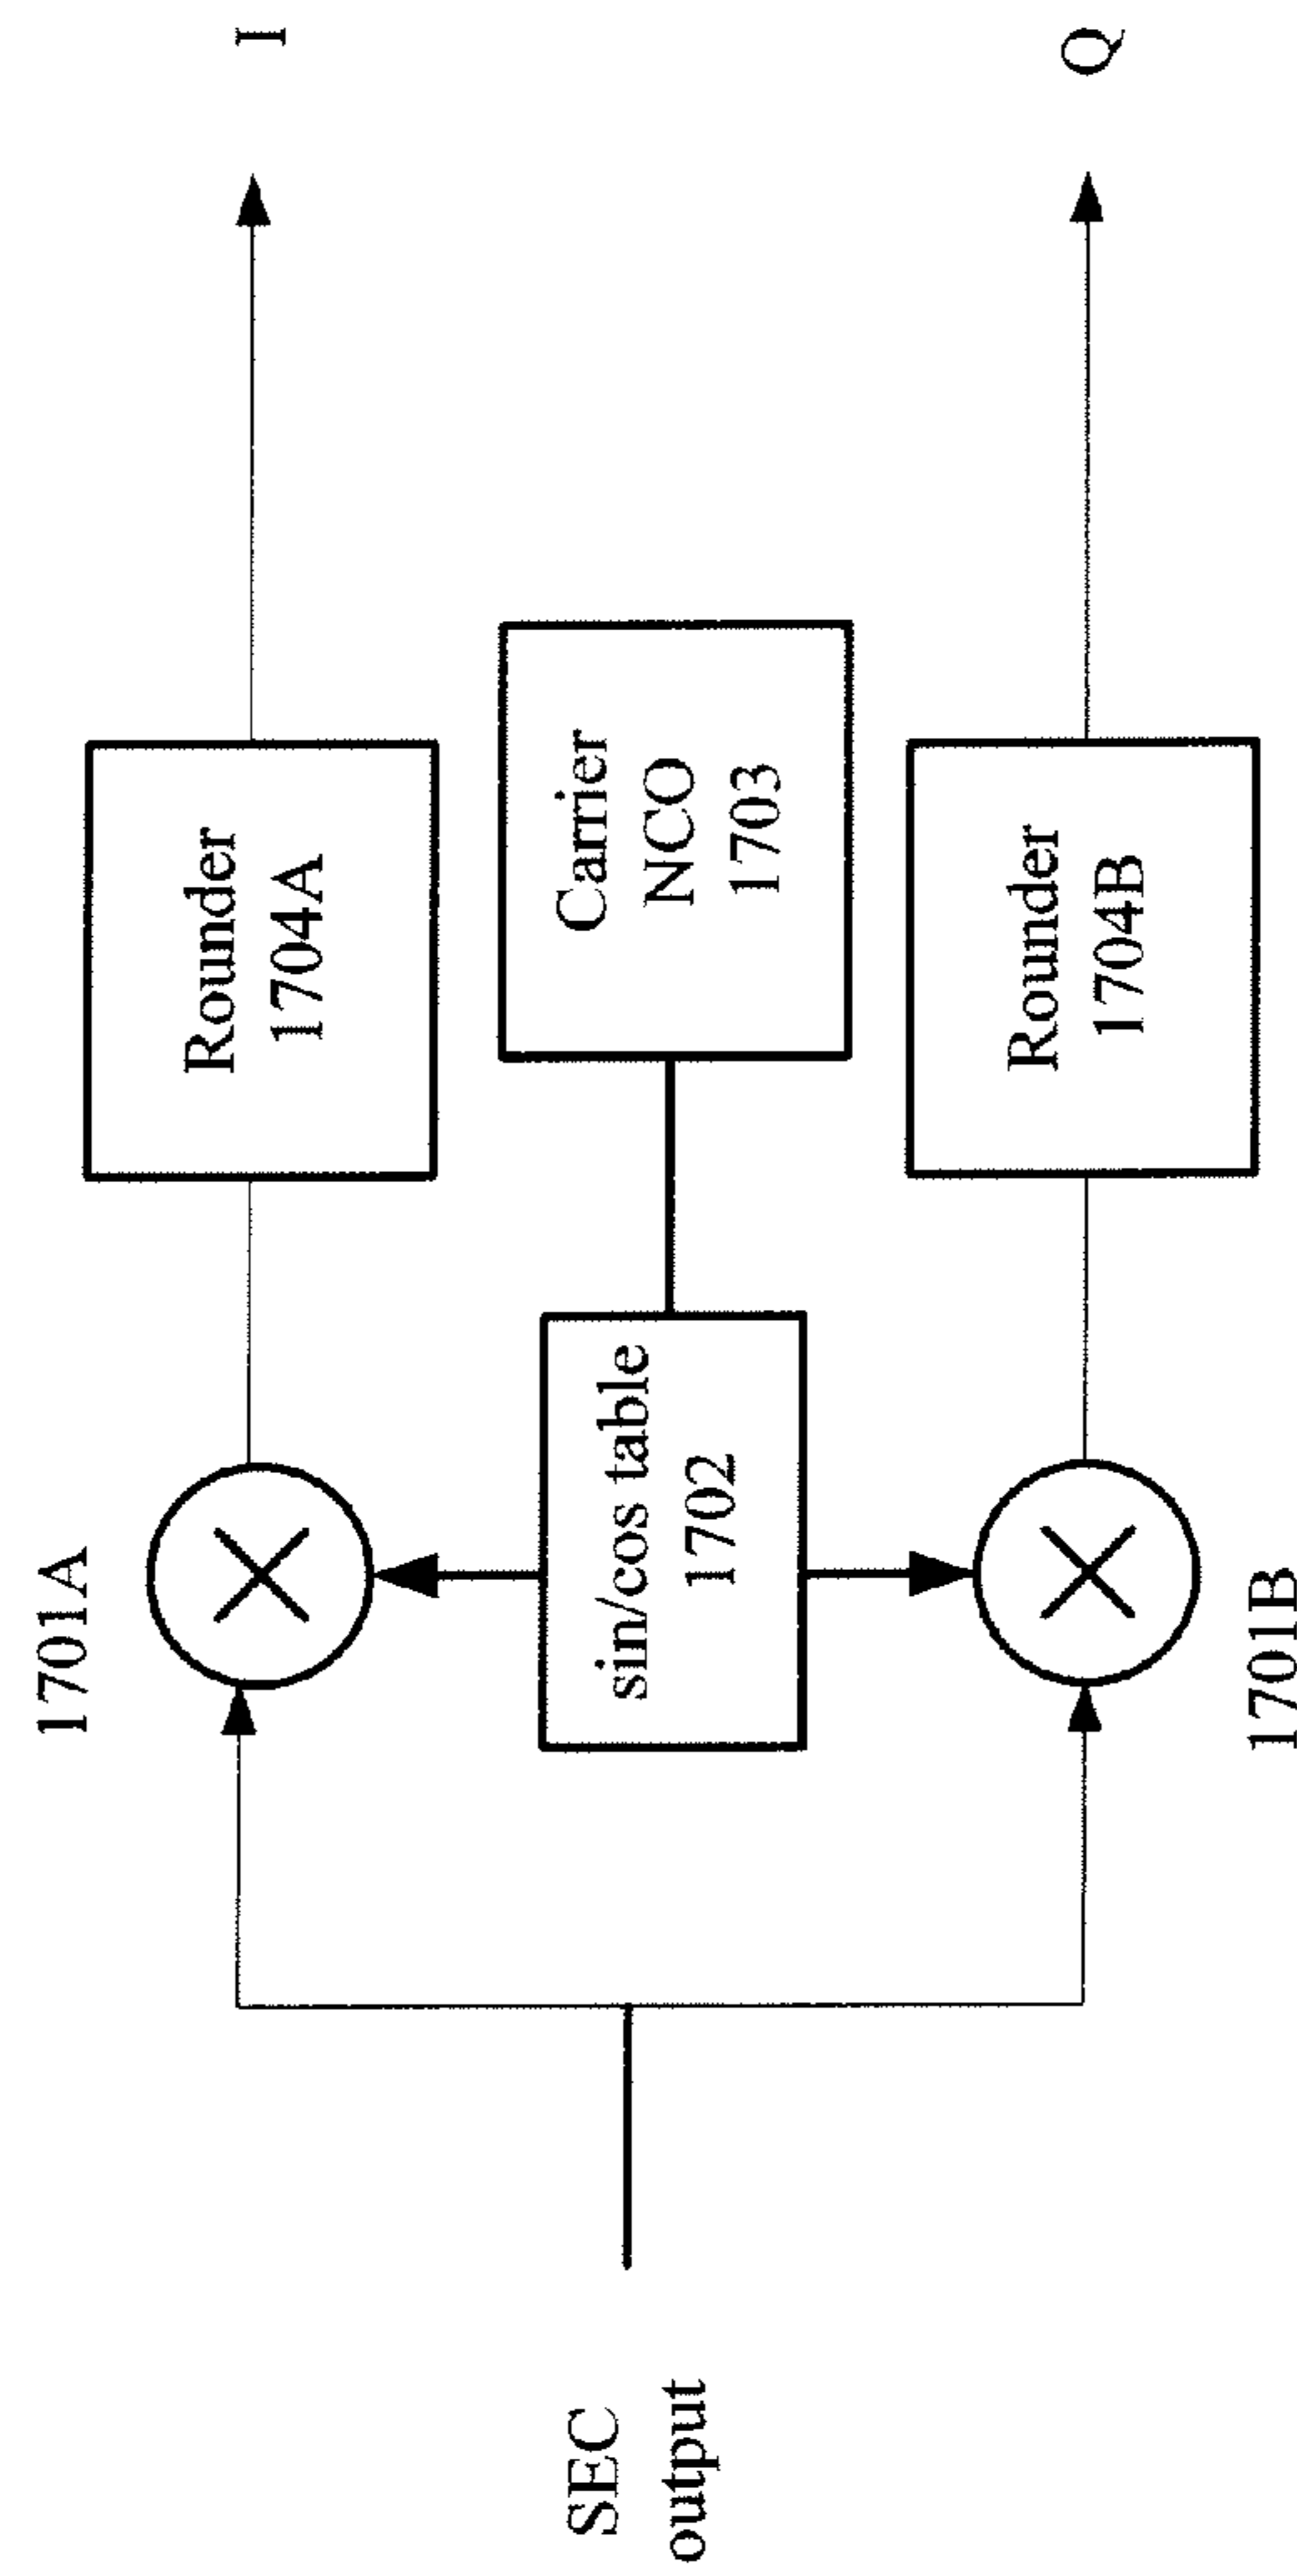 1701A
Rounder
1704A
I
SEC
output
sin/cos table
1702
Carrier
NCO
1703
1701B
Rounder
1704B
Q